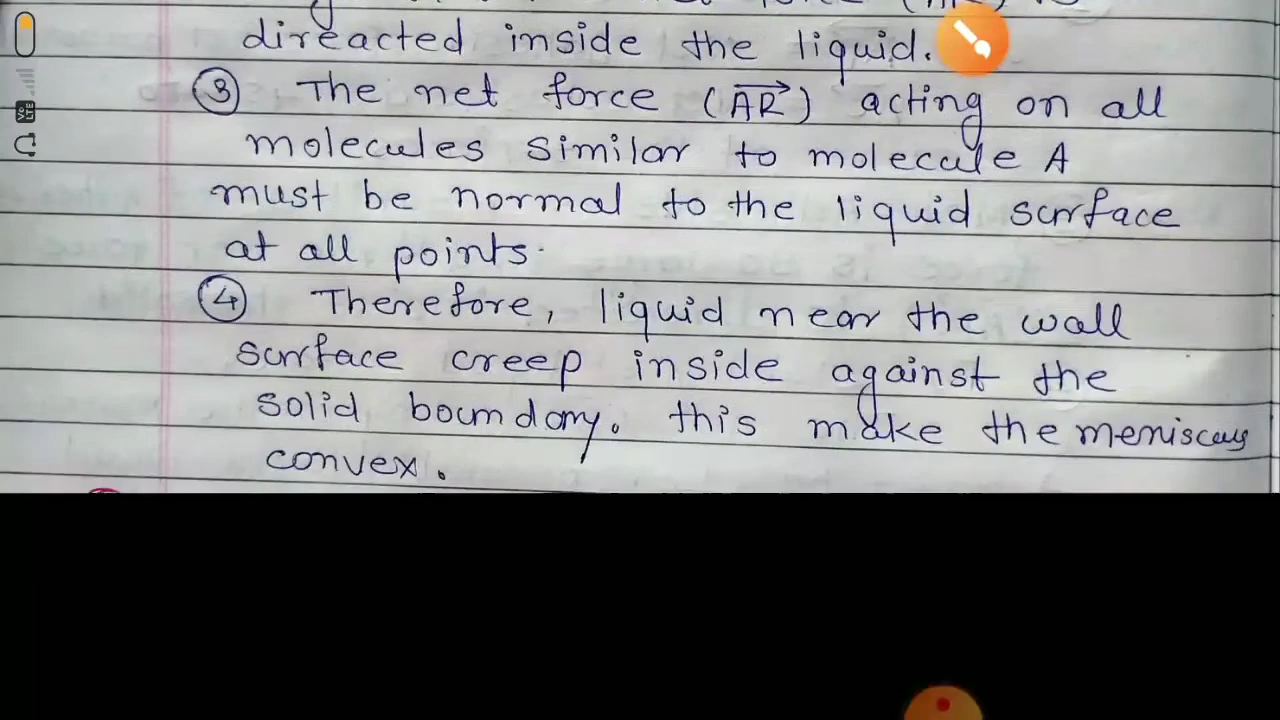 direacted inside the liquid.
③ The net force (AR) acting on all
molecules similar to molecule A
must be normal to the liquid surface
at all points.
④ Therefore, liquid near the wall
surface creep inside against the
solid boundary. this make the meniscus
convex.